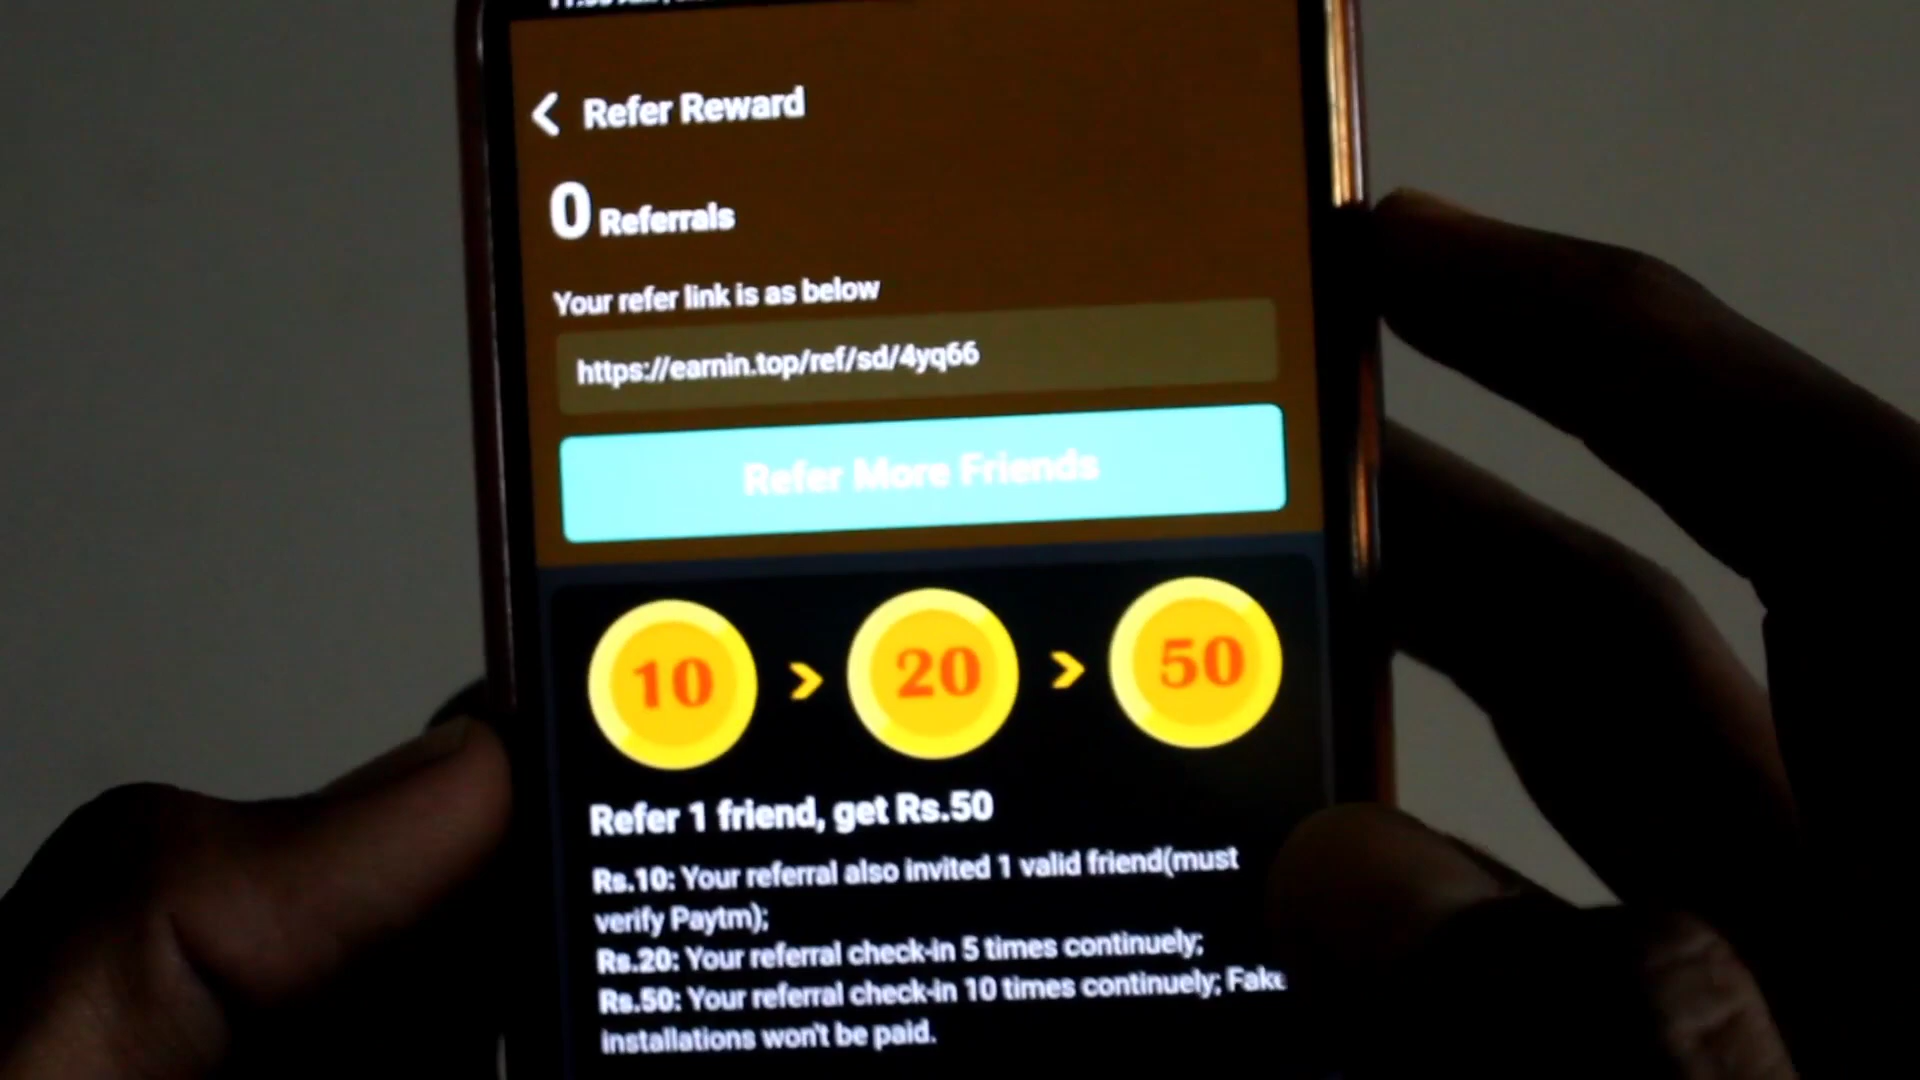 Refer Reward
0 Referrals
Your refer link is as below
https://earnin.top/ref/sd/4yq66
Refer More Friends
10 > 20 > 50
Refer 1 friend, get Rs.50
Rs.10: Your referral also invited 1 valid friend(must
verify Paytm);
Rs.20: Your referral check-in 5 times continuely;
Rs.50: Your referral check-in 10 times continuely; Fake
installations won't be paid.